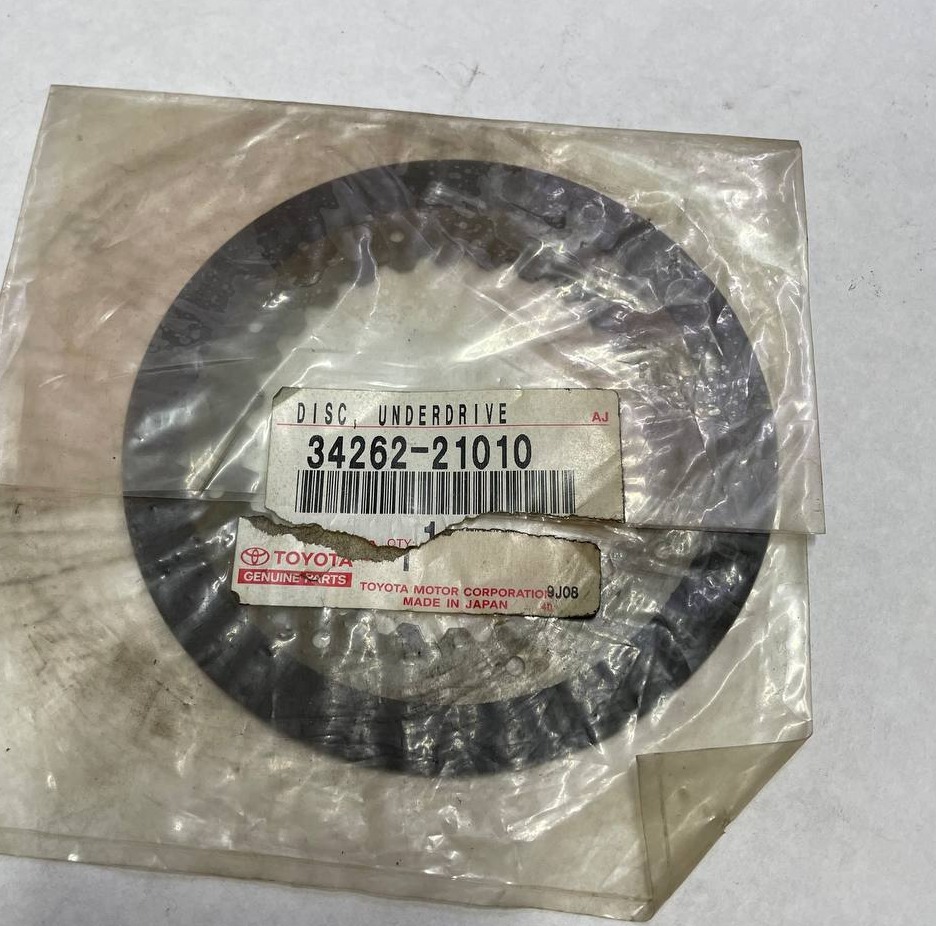 DISC, UNDERDRIVE AJ
34262-21010
QTY 1
TOYOTA
GENUINE PARTS
TOYOTA MOTOR CORPORATION 9J08
MADE IN JAPAN